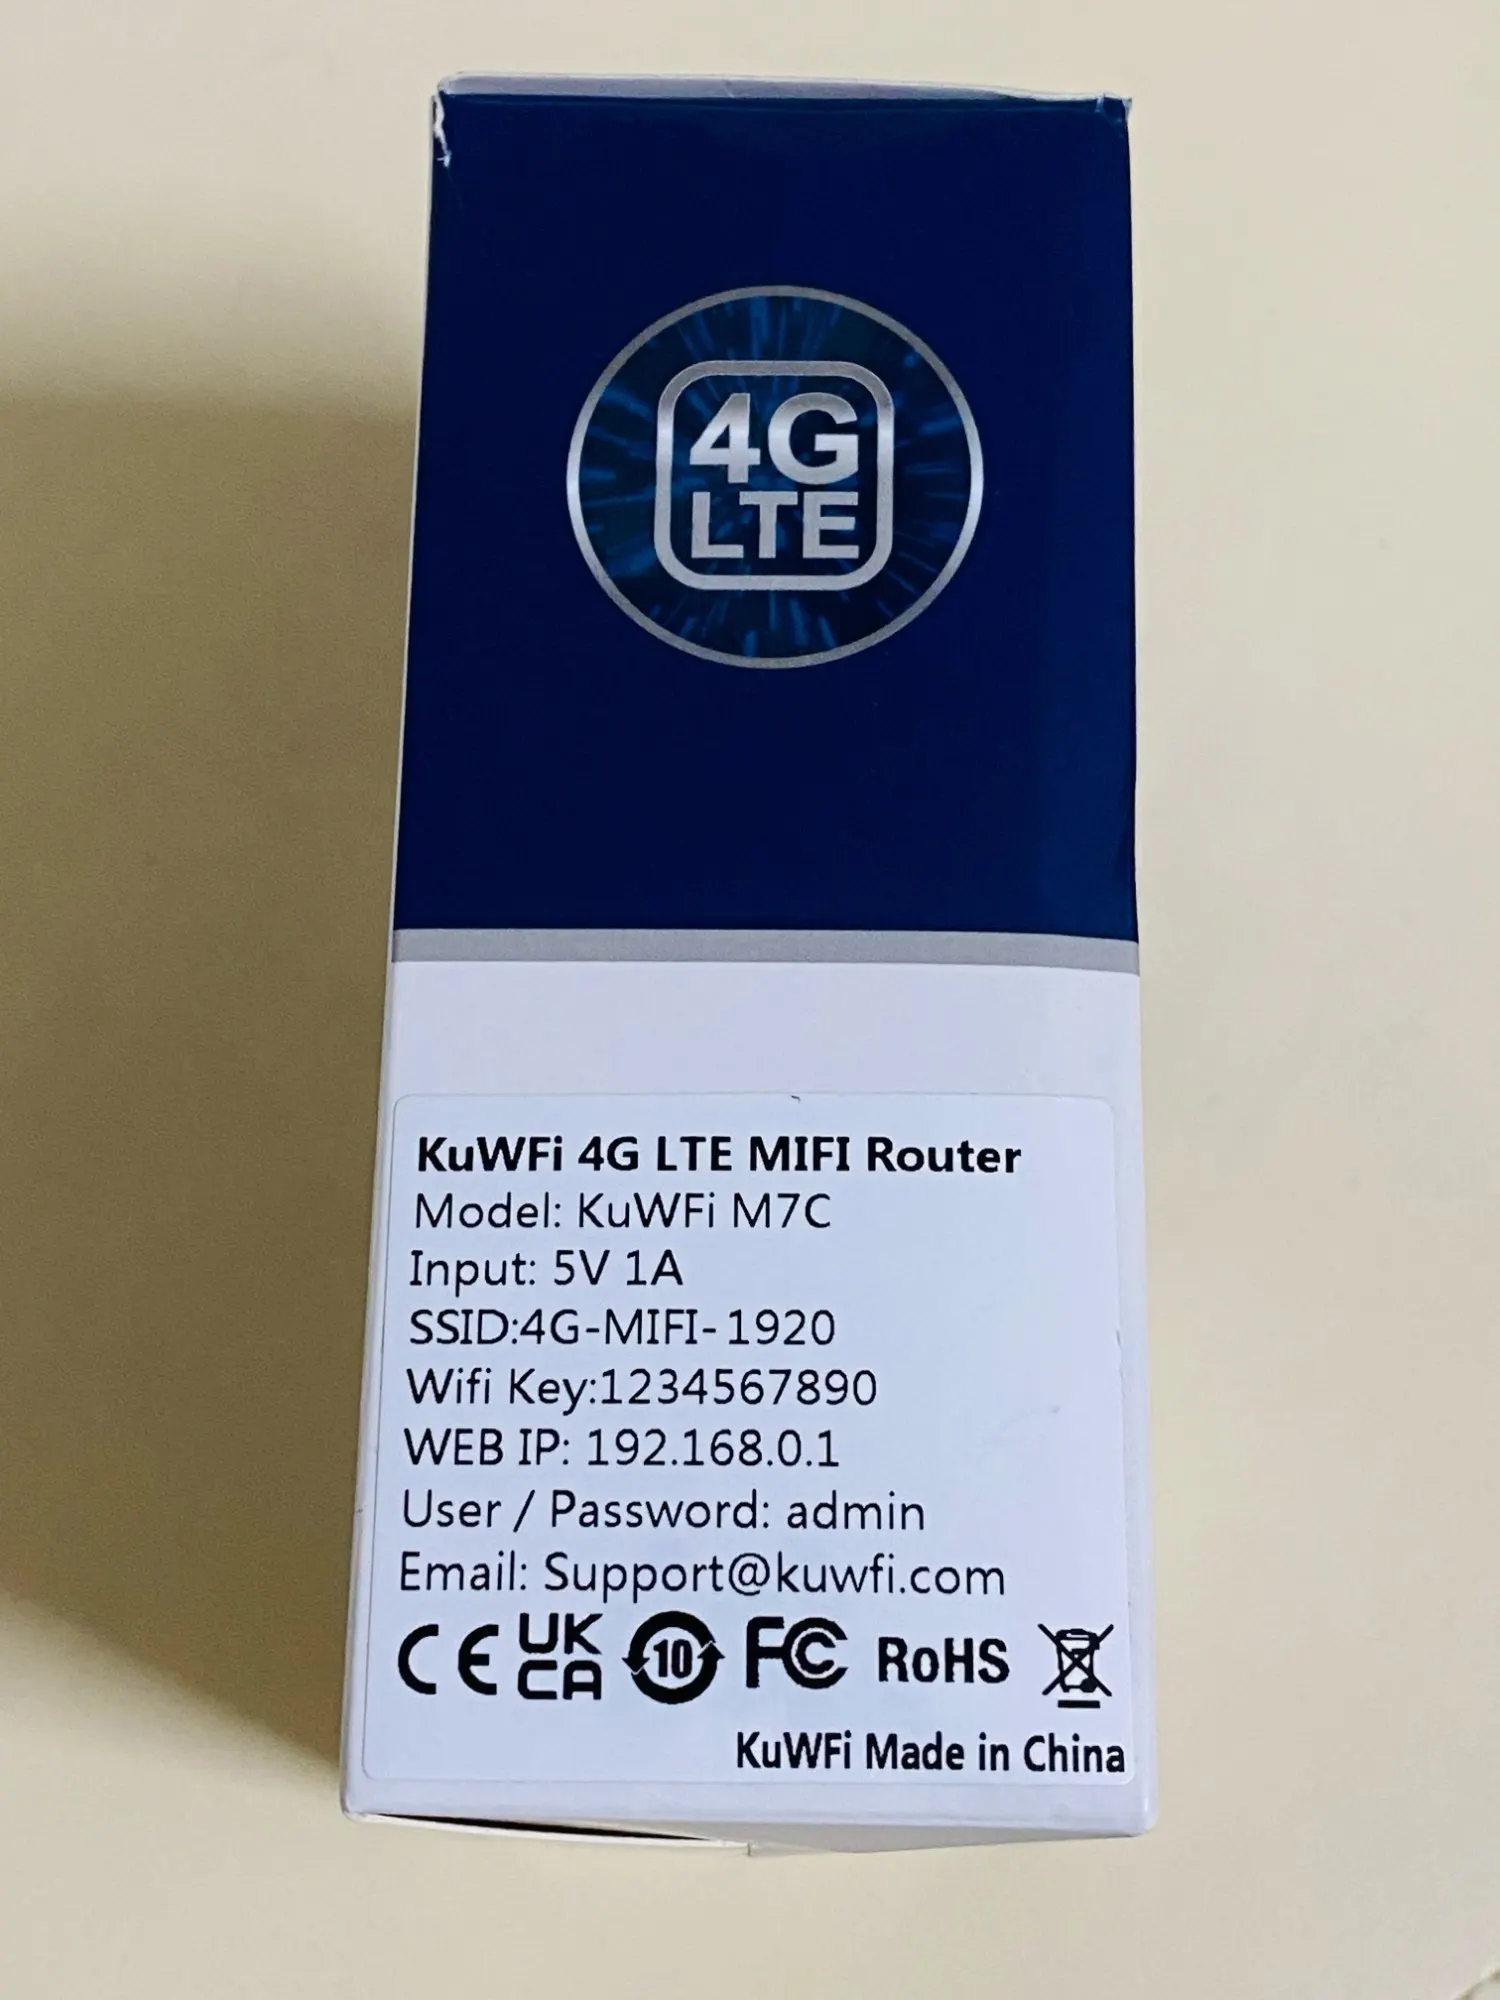 4G
LTE
KuWFi 4G LTE MIFI Router
Model: KuWFi M7C
Input: 5V 1A
SSID:4G-MIFI-1920
Wifi Key:1234567890
WEB IP: 192.168.0.1
User / Password: admin
Email: Support@kuwfi.com
CE UK CA 10 FC RoHS
KuWFi Made in China